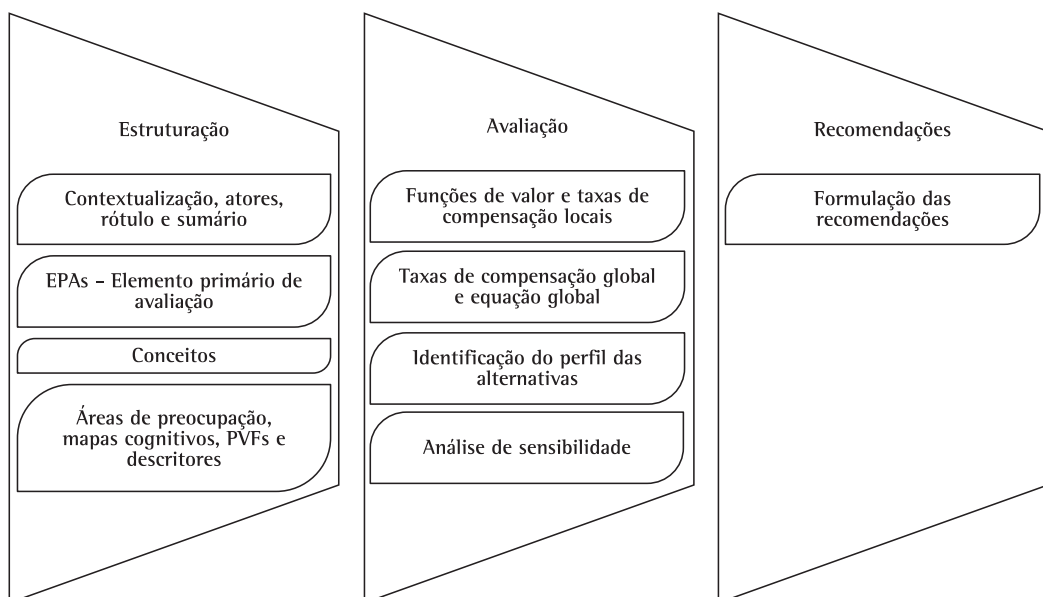 Estruturação
Contextualização, atores,
rótulo e sumário
EPAs – Elemento primário de
avaliação
Conceitos
Áreas de preocupação,
mapas cognitivos, PVFs e
descritores
Avaliação
Funções de valor e taxas de
compensação locais
Taxas de compensação global
e equação global
Identificação do perfil das
alternativas
Análise de sensibilidade
Recomendações
Formulação das
recomendações